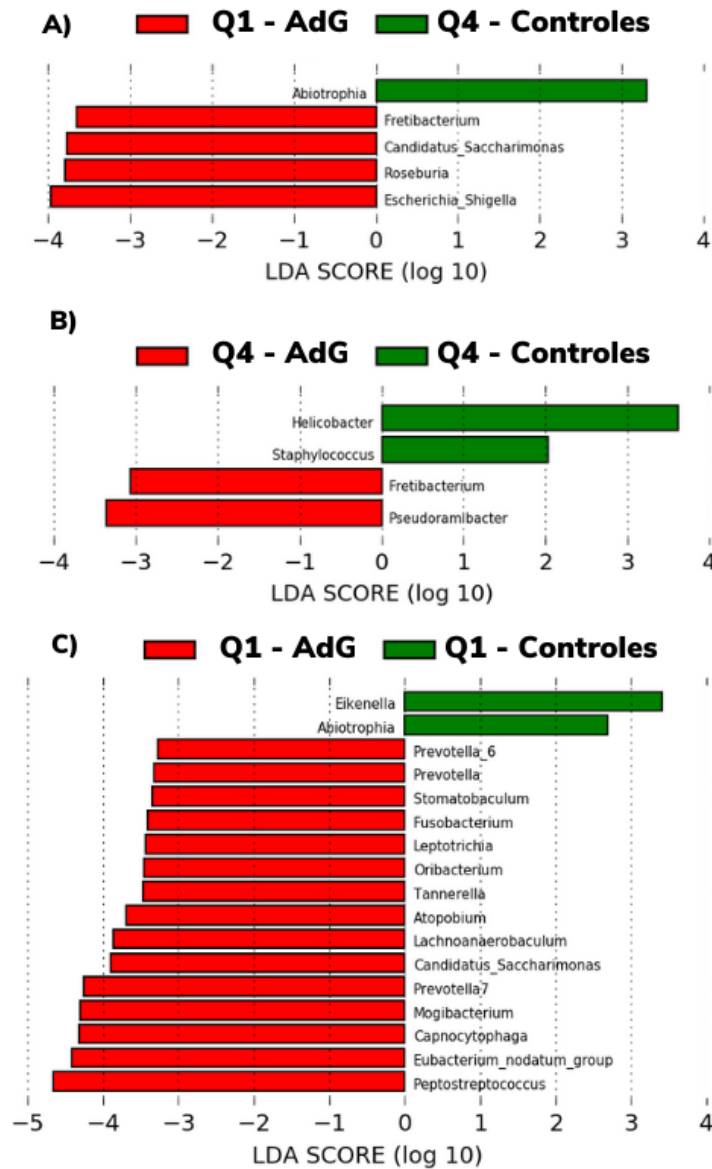 A) Q1 - AdG Q4 - Controles
Abiotrophia
Fretibacterium
Candidatus_Saccharimonas
Roseburia
Escherichia_Shigella
−4 −3 −2 −1 0 1 2 3 4
LDA SCORE (log 10)
B)
Q4 - AdG Q4 - Controles
Helicobacter
Staphylococcus
Fretibacterium
Pseudoramibacter
−4 −3 −2 −1 0 1 2 3 4
LDA SCORE (log 10)
C) Q1 - AdG Q1 - Controles
Eikenella
Abiotrophia
Prevotella_6
Prevotella
Stomatobaculum
Fusobacterium
Leptotrichia
Oribacterium
Tannerella
Atopobium
Lachnoanaerobaculum
Candidatus_Saccharimonas
Prevotella7
Mogibacterium
Capnocytophaga
Eubacterium_nodatum_group
Peptostreptococcus
−5 −4 −3 −2 −1 0 1 2 3 4
LDA SCORE (log 10)